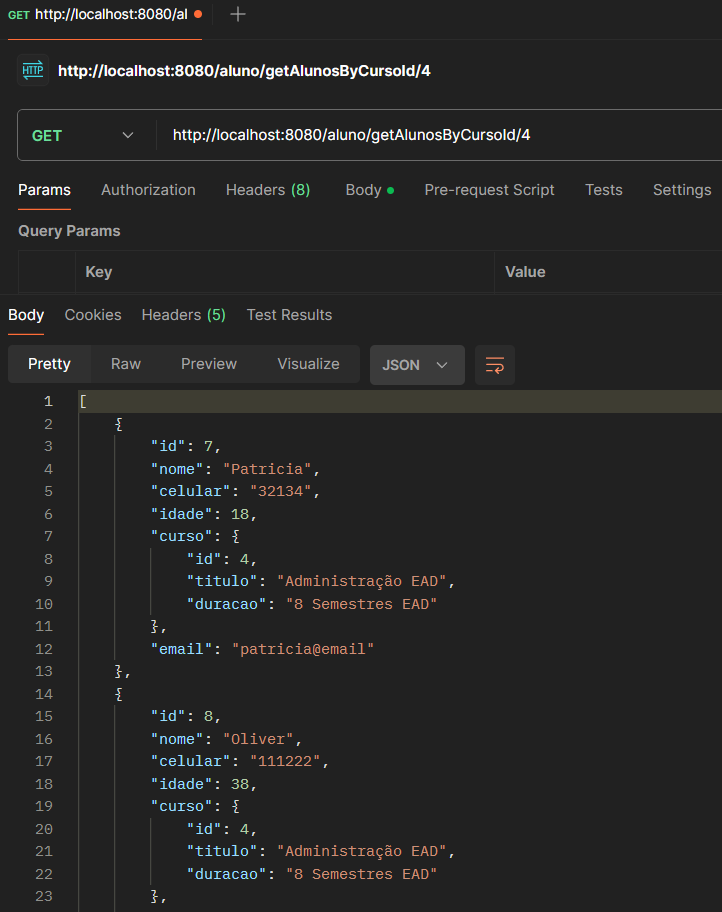 GET http://localhost:8080/al
HTTP http://localhost:8080/aluno/getAlunosByCursoId/4
GET http://localhost:8080/aluno/getAlunosByCursoId/4
Params Authorization Headers (8) Body Pre-request Script Tests Settings
Query Params
Key Value
Body Cookies Headers (5) Test Results
Pretty Raw Preview Visualize JSON
1 [
2 {
3 "id": 7,
4 "nome": "Patricia",
5 "celular": "32134",
6 "idade": 18,
7 "curso": {
8 "id": 4,
9 "titulo": "Administração EAD",
10 "duracao": "8 Semestres EAD"
11 },
12 "email": "patricia@email"
13 },
14 {
15 "id": 8,
16 "nome": "Oliver",
17 "celular": "111222",
18 "idade": 38,
19 "curso": {
20 "id": 4,
21 "titulo": "Administração EAD",
22 "duracao": "8 Semestres EAD"
23 },